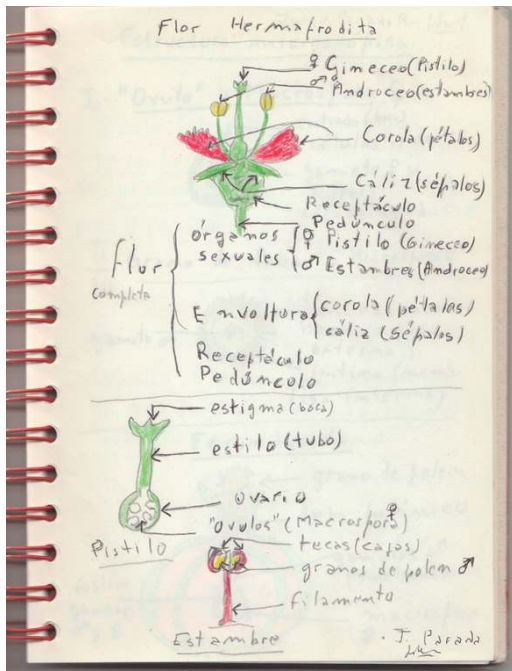 Flor Hermafrodita
♀ Gineceo (Pistilo)
♂ Androceo (estambres)
Corola (pétalos)
Cáliz (sépalos)
Receptáculo
Pedúnculo
Flor completa
órganos sexuales
♀ Pistilo (Gineceo)
♂ Estambres (Androceo)
Envoltura
corola (pétalos)
cáliz (sépalos)
Receptáculo
Pedúnculo
estigma (boca)
estilo (tubo)
ovario
"óvulos" (Macrospora) ♀
Pistilo
tecas (cajas)
granos de polen ♂
filamento
Estambre
J. Parada